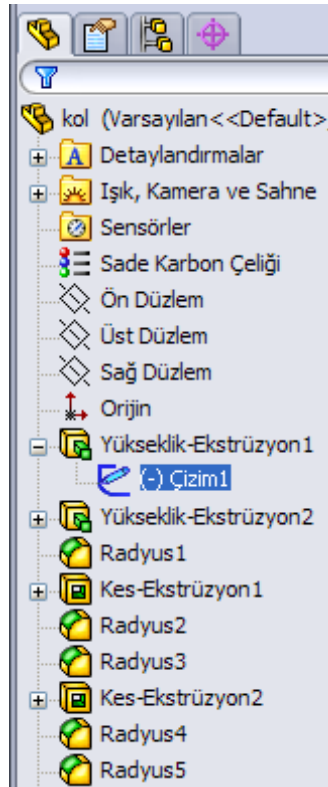 kol (Varsayılan<<Default>
A Detaylandırmalar
Işık, Kamera ve Sahne
Sensörler
Sade Karbon Çeliği
Ön Düzlem
Üst Düzlem
Sağ Düzlem
Orijin
Yükseklik-Ekstrüzyon1
(-) Çizim1
Yükseklik-Ekstrüzyon2
Radyus1
Kes-Ekstrüzyon1
Radyus2
Radyus3
Kes-Ekstrüzyon2
Radyus4
Radyus5